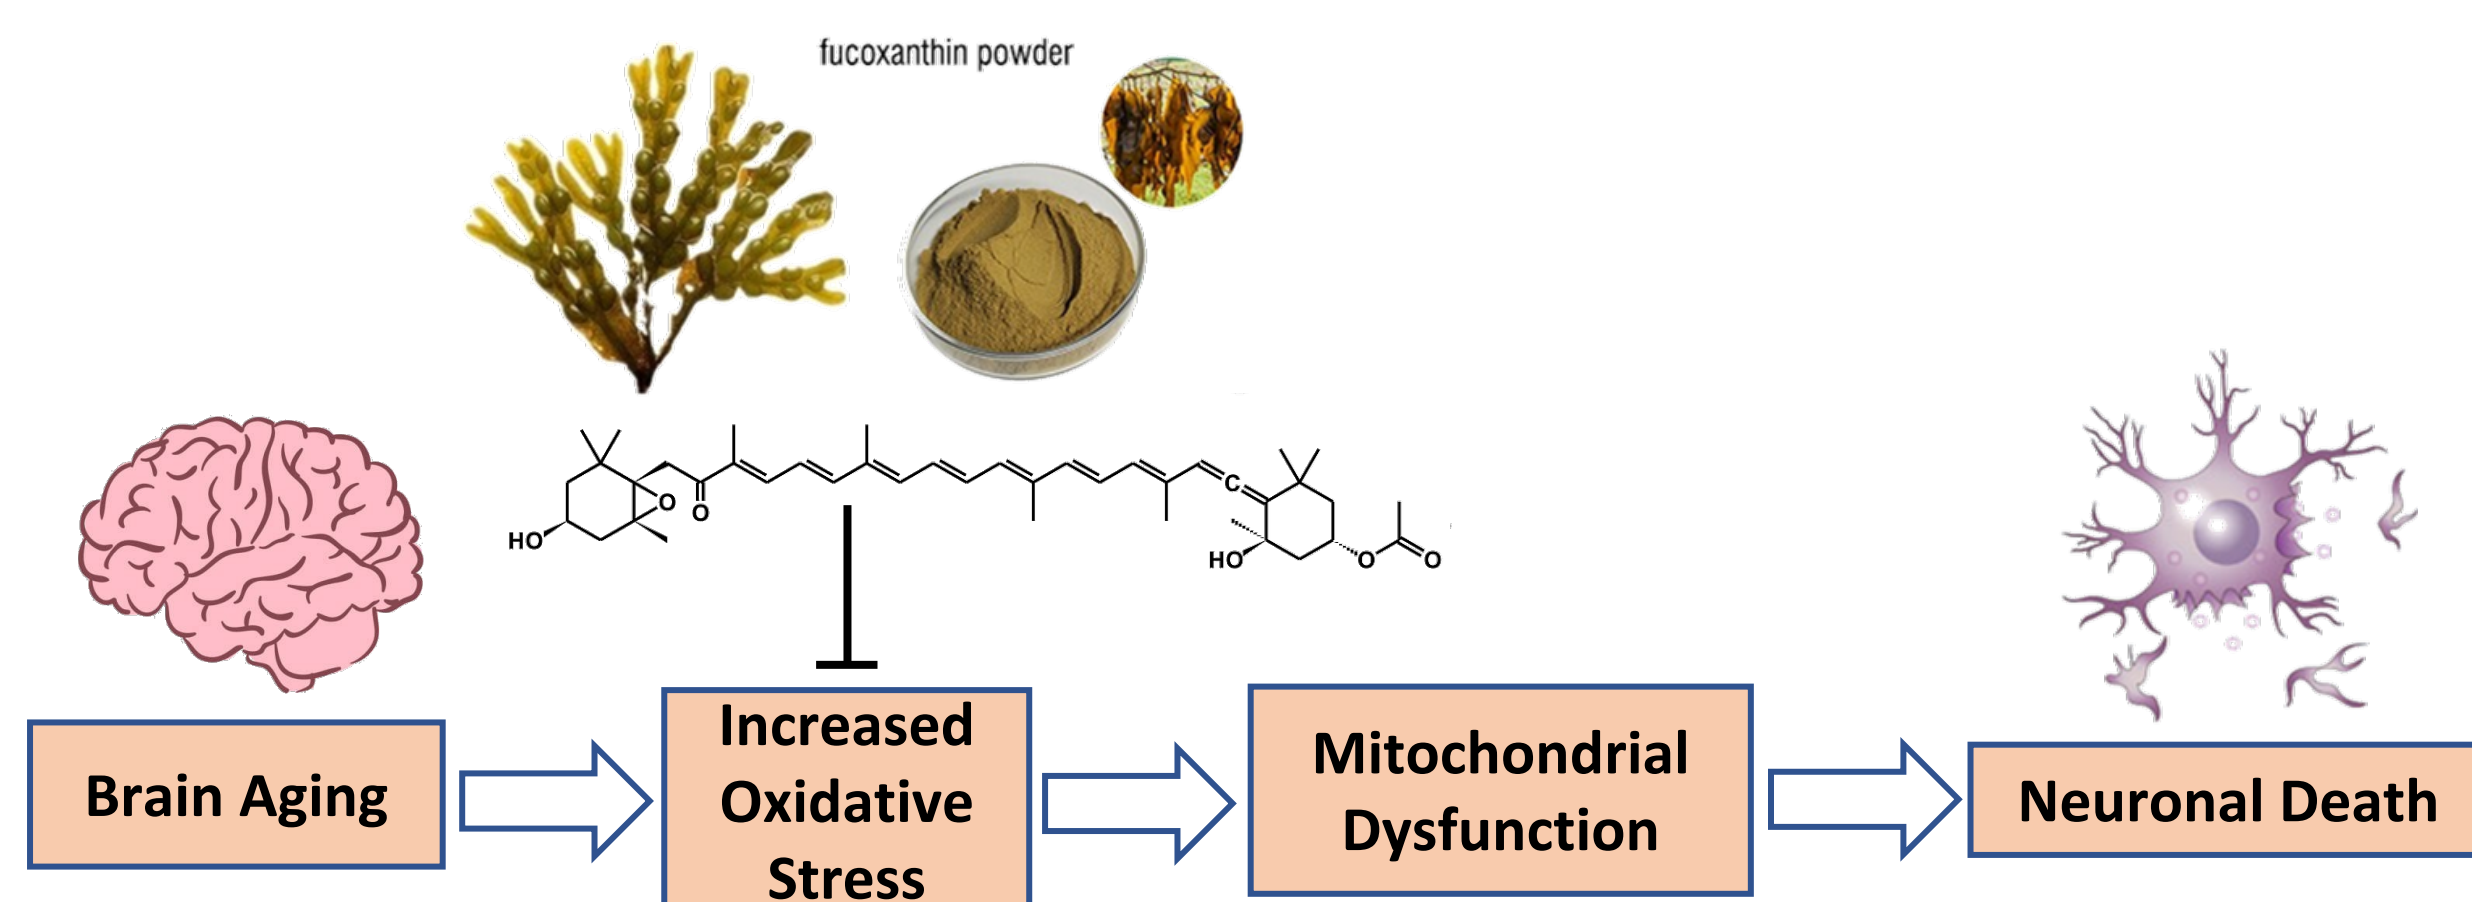 fucoxanthin powder
HO
O
O
C
HO
O
O
Brain Aging
Increased
Oxidative
Stress
Mitochondrial
Dysfunction
Neuronal Death